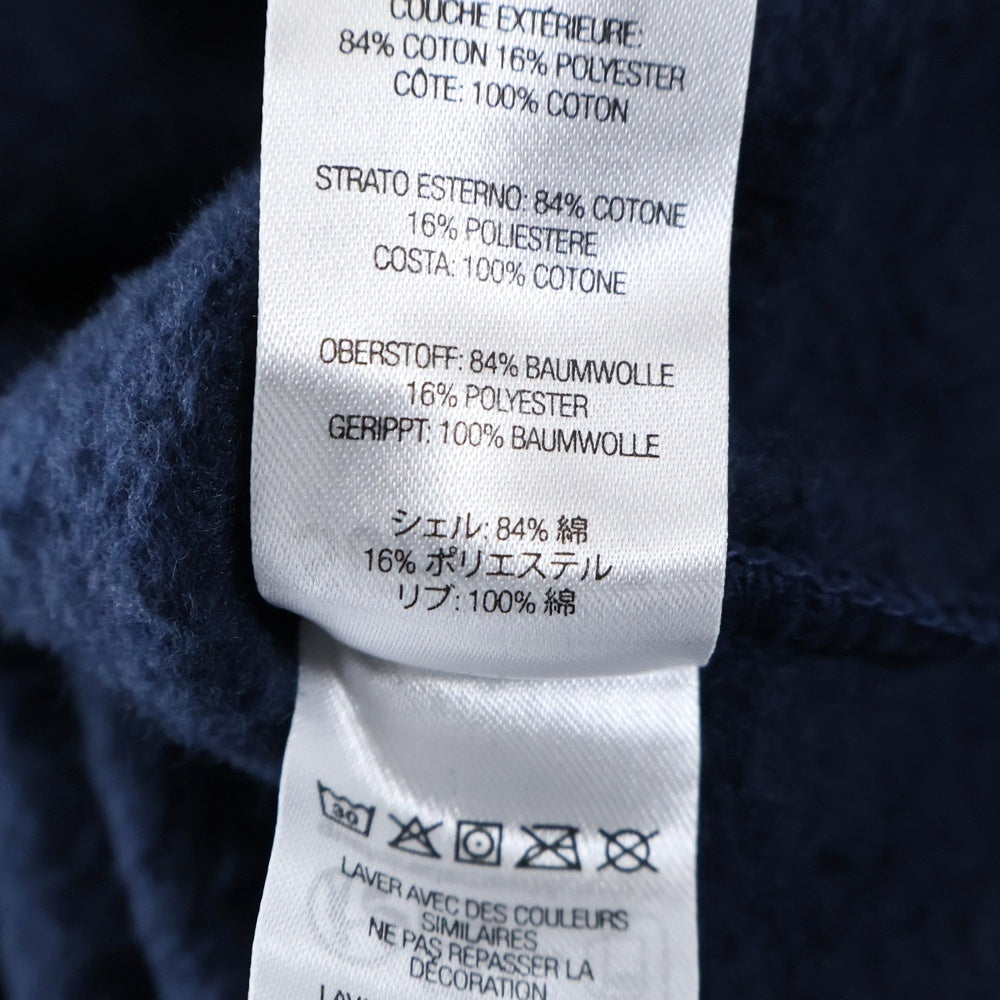 COUCHE EXTÉRIEURE:
84% COTON 16% POLYESTER
CÔTE: 100% COTON
STRATO ESTERNO: 84% COTONE
16% POLIESTERE
COSTA: 100% COTONE
OBERSTOFF: 84% BAUMWOLLE
16% POLYESTER
GERIPPT: 100% BAUMWOLLE
シェル: 84% 綿
16% ポリエステル
リブ: 100% 綿
30
LAVER AVEC DES COULEURS
SIMILAIRES
NE PAS REPASSER LA
DÉCORATION